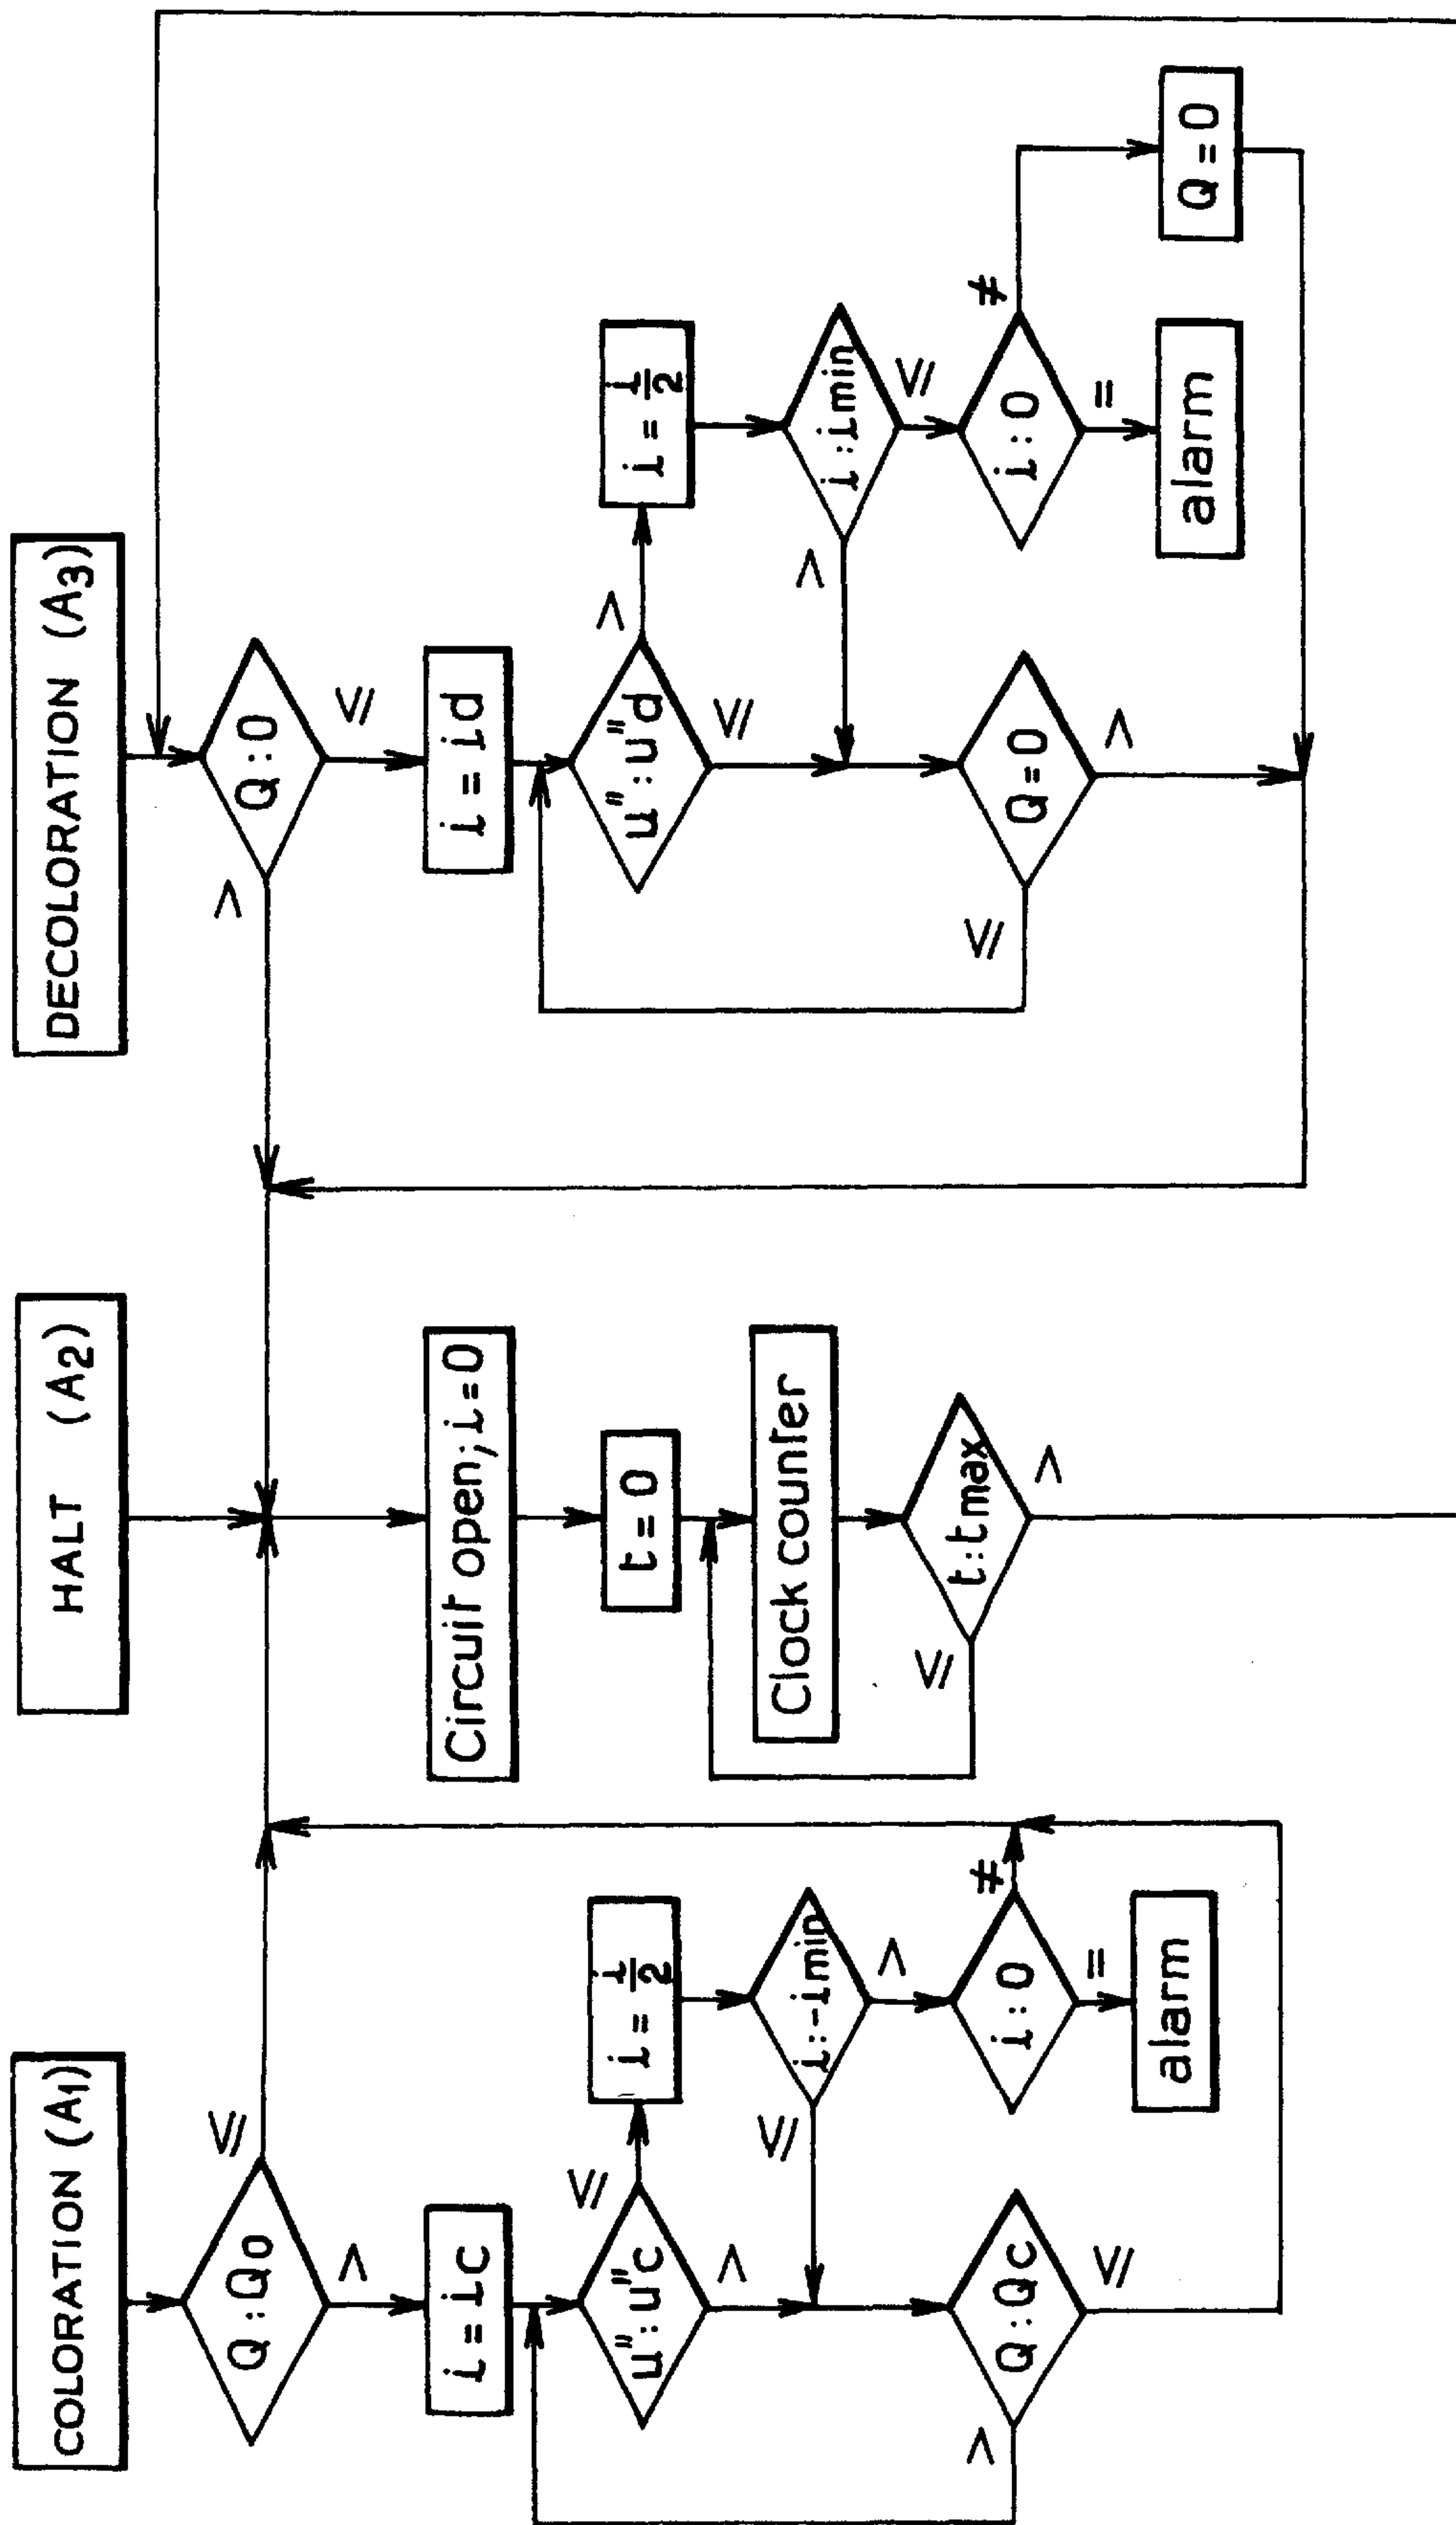 COLORATION (A1)
Q : Qo
≤
>
i = ic
u" : u"c
≤
>
i = i/2
i : -imin
≤
>
i : 0
≠
=
alarm
Q : Qc
>
≤
HALT (A2)
Circuit open; i = 0
t = 0
Clock counter
t : tmax
≤
>
DECOLORATION (A3)
Q : 0
>
≤
i = id
u" : u"d
>
≤
i = i/2
i : imin
>
≤
i : 0
≠
=
alarm
Q = 0
Q = 0
≤
>